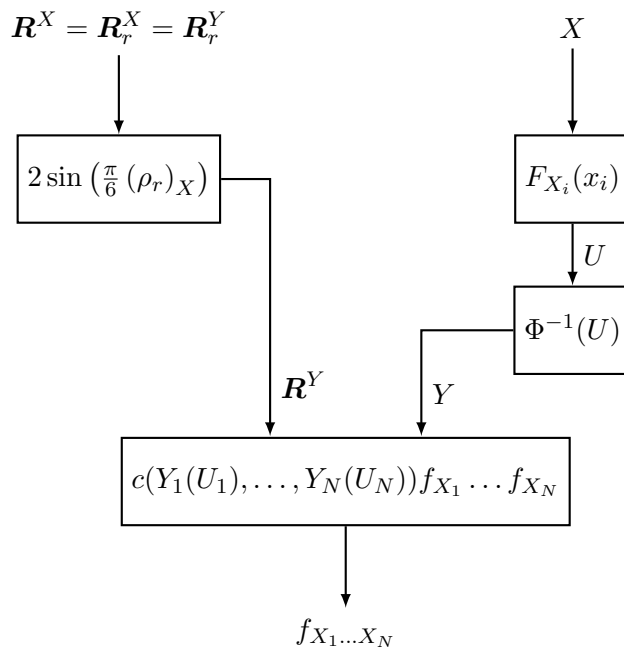 𝑹^X = 𝑹_r^X = 𝑹_r^Y
X
2 sin (π/6 (ρ_r)_X)
F_{X_i}(x_i)
U
Φ^{-1}(U)
𝑹^Y
Y
c(Y_1(U_1), . . . , Y_N(U_N))f_{X_1} . . . f_{X_N}
f_{X_1...X_N}